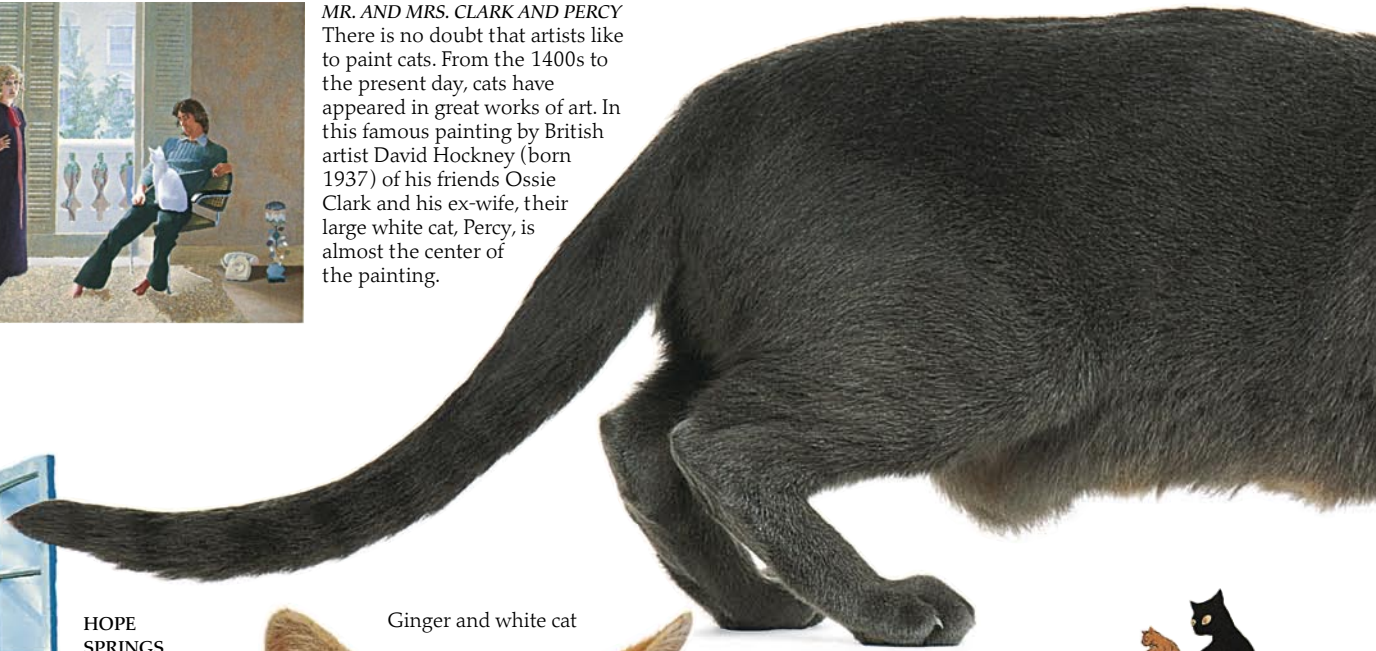 MR. AND MRS. CLARK AND PERCY
There is no doubt that artists like
to paint cats. From the 1400s to
the present day, cats have
appeared in great works of art. In
this famous painting by British
artist David Hockney (born
1937) of his friends Ossie
Clark and his ex-wife, their
large white cat, Percy, is
almost the center of
the painting.
HOPE
SPRINGS
Ginger and white cat